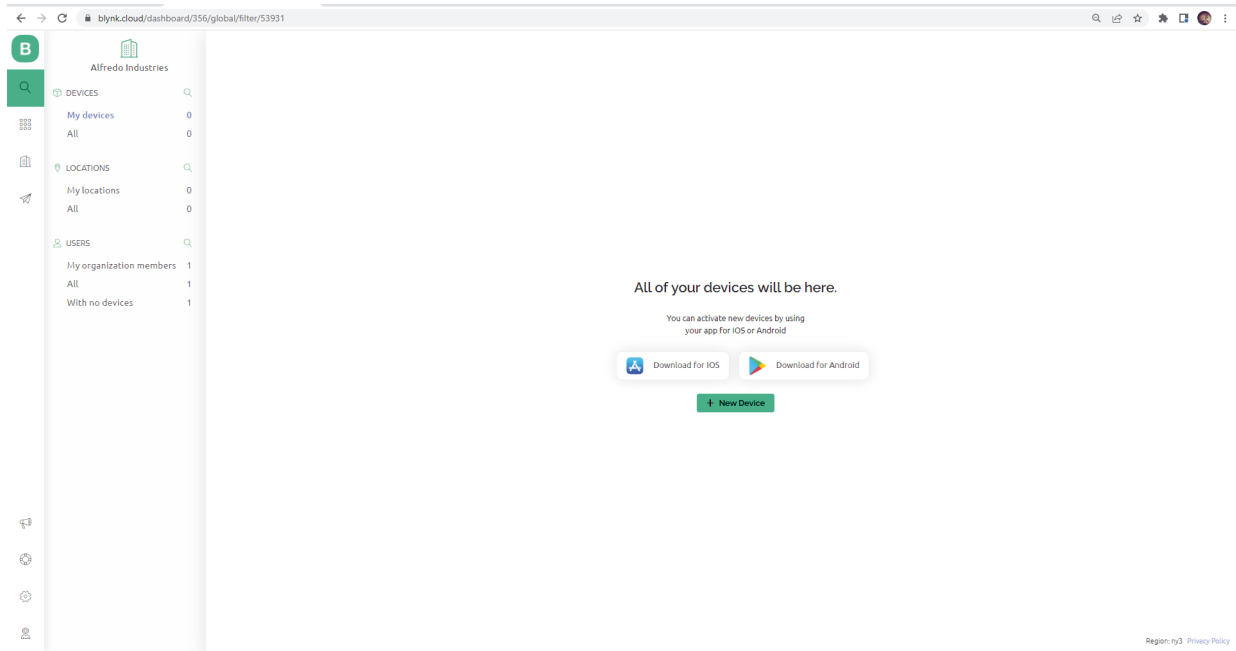 blynk.cloud/dashboard/356/global/filter/53931
B
Alfredo Industries
DEVICES
My devices 0
All 0
LOCATIONS
My locations 0
All 0
USERS
My organization members 1
All 1
With no devices 1
All of your devices will be here.
You can activate new devices by using
your app for IOS or Android
Download for IOS
Download for Android
+ New Device
Region: ny3 Privacy Policy